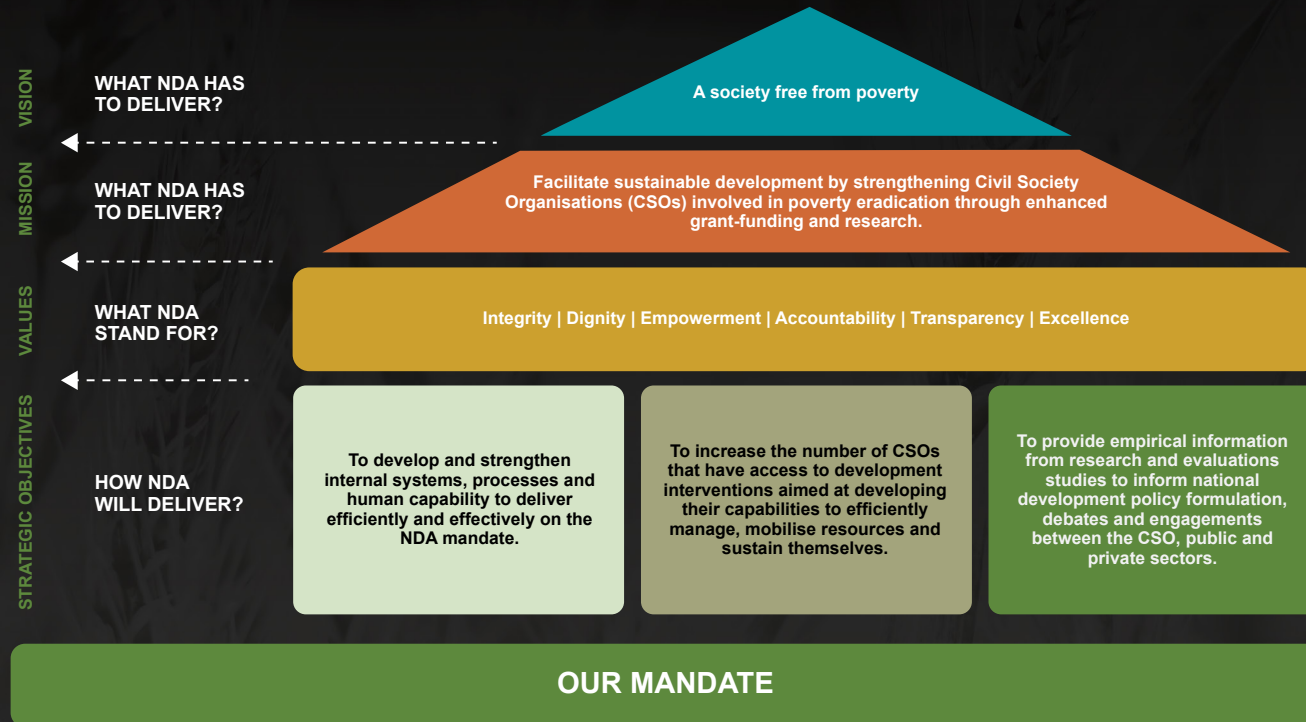 VISION
WHAT NDA HAS
TO DELIVER?
A society free from poverty
MISSION
WHAT NDA HAS
TO DELIVER?
Facilitate sustainable development by strengthening Civil Society
Organisations (CSOs) involved in poverty eradication through enhanced
grant-funding and research.
VALUES
WHAT NDA
STAND FOR?
Integrity | Dignity | Empowerment | Accountability | Transparency | Excellence
STRATEGIC OBJECTIVES
HOW NDA
WILL DELIVER?
To develop and strengthen
internal systems, processes and
human capability to deliver
efficiently and effectively on the
NDA mandate.
To increase the number of CSOs
that have access to development
interventions aimed at developing
their capabilities to efficiently
manage, mobilise resources and
sustain themselves.
To provide empirical information
from research and evaluations
studies to inform national
development policy formulation,
debates and engagements
between the CSO, public and
private sectors.
OUR MANDATE